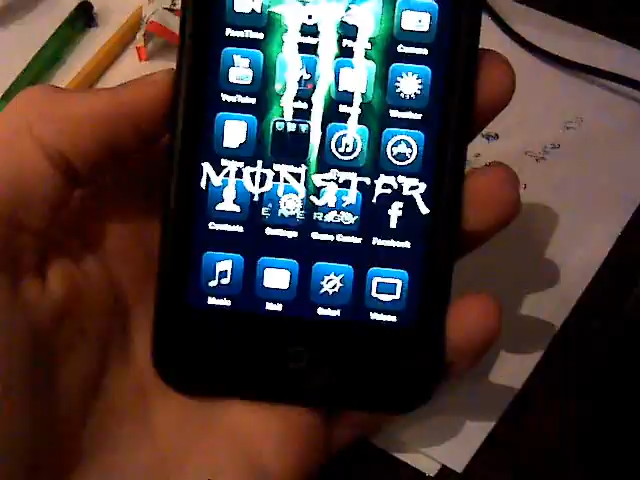 FaceTime Camera
YouTube Weather
MONSTER
ENERGY
Contacts Settings Game Center Facebook
Music Mail Safari Videos